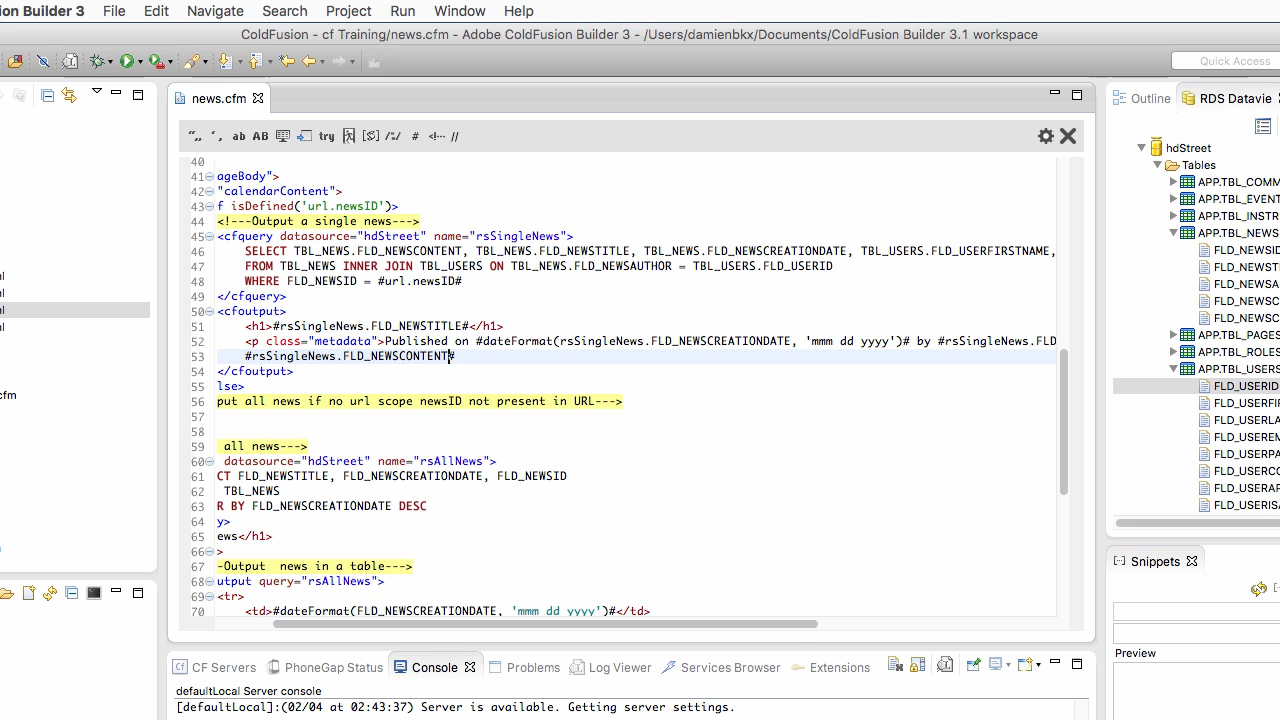 ion Builder 3 File Edit Navigate Search Project Run Window Help
ColdFusion - cf Training/news.cfm - Adobe ColdFusion Builder 3 - /Users/damienbkx/Documents/ColdFusion Builder 3.1 workspace
Quick Access
news.cfm
Outline RDS Datavie
ab AB try # //
40
41 ageBody">
42 "calendarContent">
43 f isDefined('url.newsID')>
44 <!---Output a single news--->
45 <cfquery datasource="hdStreet" name="rsSingleNews">
46 SELECT TBL_NEWS.FLD_NEWSCONTENT, TBL_NEWS.FLD_NEWSTITLE, TBL_NEWS.FLD_NEWSCREATIONDATE, TBL_USERS.FLD_USERFIRSTNAME,
47 FROM TBL_NEWS INNER JOIN TBL_USERS ON TBL_NEWS.FLD_NEWSAUTHOR = TBL_USERS.FLD_USERID
48 WHERE FLD_NEWSID = #url.newsID#
49 </cfquery>
50 <cfoutput>
51 <h1>#rsSingleNews.FLD_NEWSTITLE#</h1>
52 <p class="metadata">Published on #dateFormat(rsSingleNews.FLD_NEWSCREATIONDATE, 'mmm dd yyyy')# by #rsSingleNews.FLD
53 #rsSingleNews.FLD_NEWSCONTENT#
54 </cfoutput>
55 lse>
56 put all news if no url scope newsID not present in URL--->
57
58
59 all news--->
60 datasource="hdStreet" name="rsAllNews">
61 CT FLD_NEWSTITLE, FLD_NEWSCREATIONDATE, FLD_NEWSID
62 TBL_NEWS
63 R BY FLD_NEWSCREATIONDATE DESC
64 y>
65 ews</h1>
66 >
67 -Output  news in a table--->
68 utput query="rsAllNews">
69 <tr>
70 <td>#dateFormat(FLD_NEWSCREATIONDATE, 'mmm dd yyyy')#</td>
al
al
al
al
cfm
hdStreet
Tables
APP.TBL_COMM
APP.TBL_EVENT
APP.TBL_INSTR
APP.TBL_NEWS
FLD_NEWSID
FLD_NEWSTI
FLD_NEWSA
FLD_NEWSC
FLD_NEWSC
APP.TBL_PAGES
APP.TBL_ROLES
APP.TBL_USERS
FLD_USERID
FLD_USERFIR
FLD_USERLA
FLD_USEREM
FLD_USERPA
FLD_USERCO
FLD_USERAP
FLD_USERISA
Snippets
Preview
CF Servers PhoneGap Status Console Problems Log Viewer Services Browser Extensions
defaultLocal Server console
[defaultLocal]:(02/04 at 02:43:37) Server is available. Getting server settings.